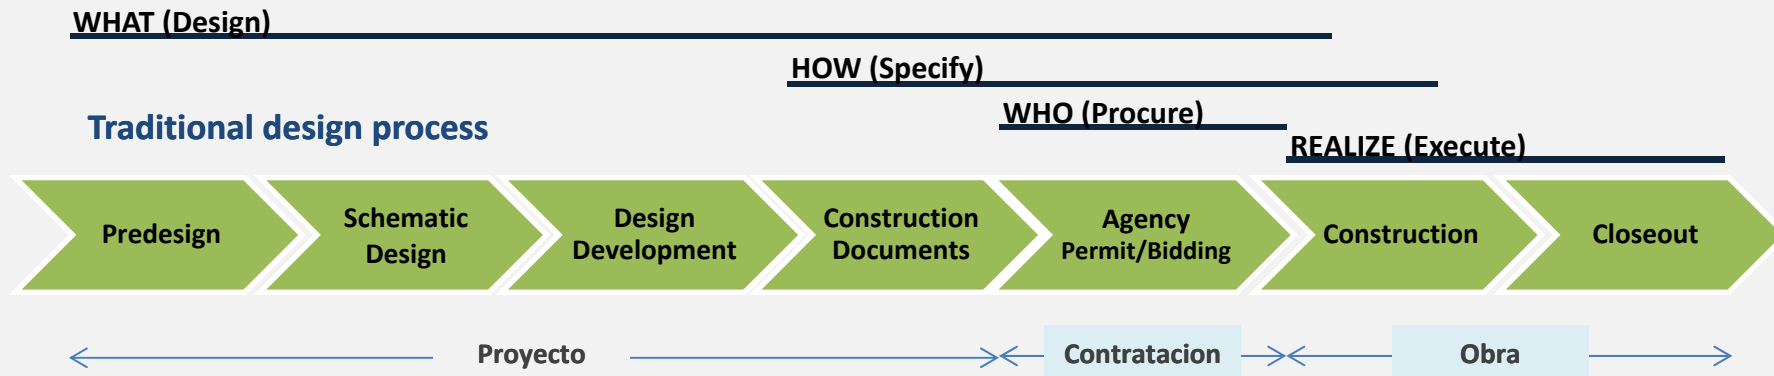 WHAT (Design)
HOW (Specify)
WHO (Procure)
Traditional design process
REALIZE (Execute)
Predesign
Schematic
Design
Design
Development
Construction
Documents
Agency
Permit/Bidding
Construction
Closeout
Proyecto
Contratacion
Obra